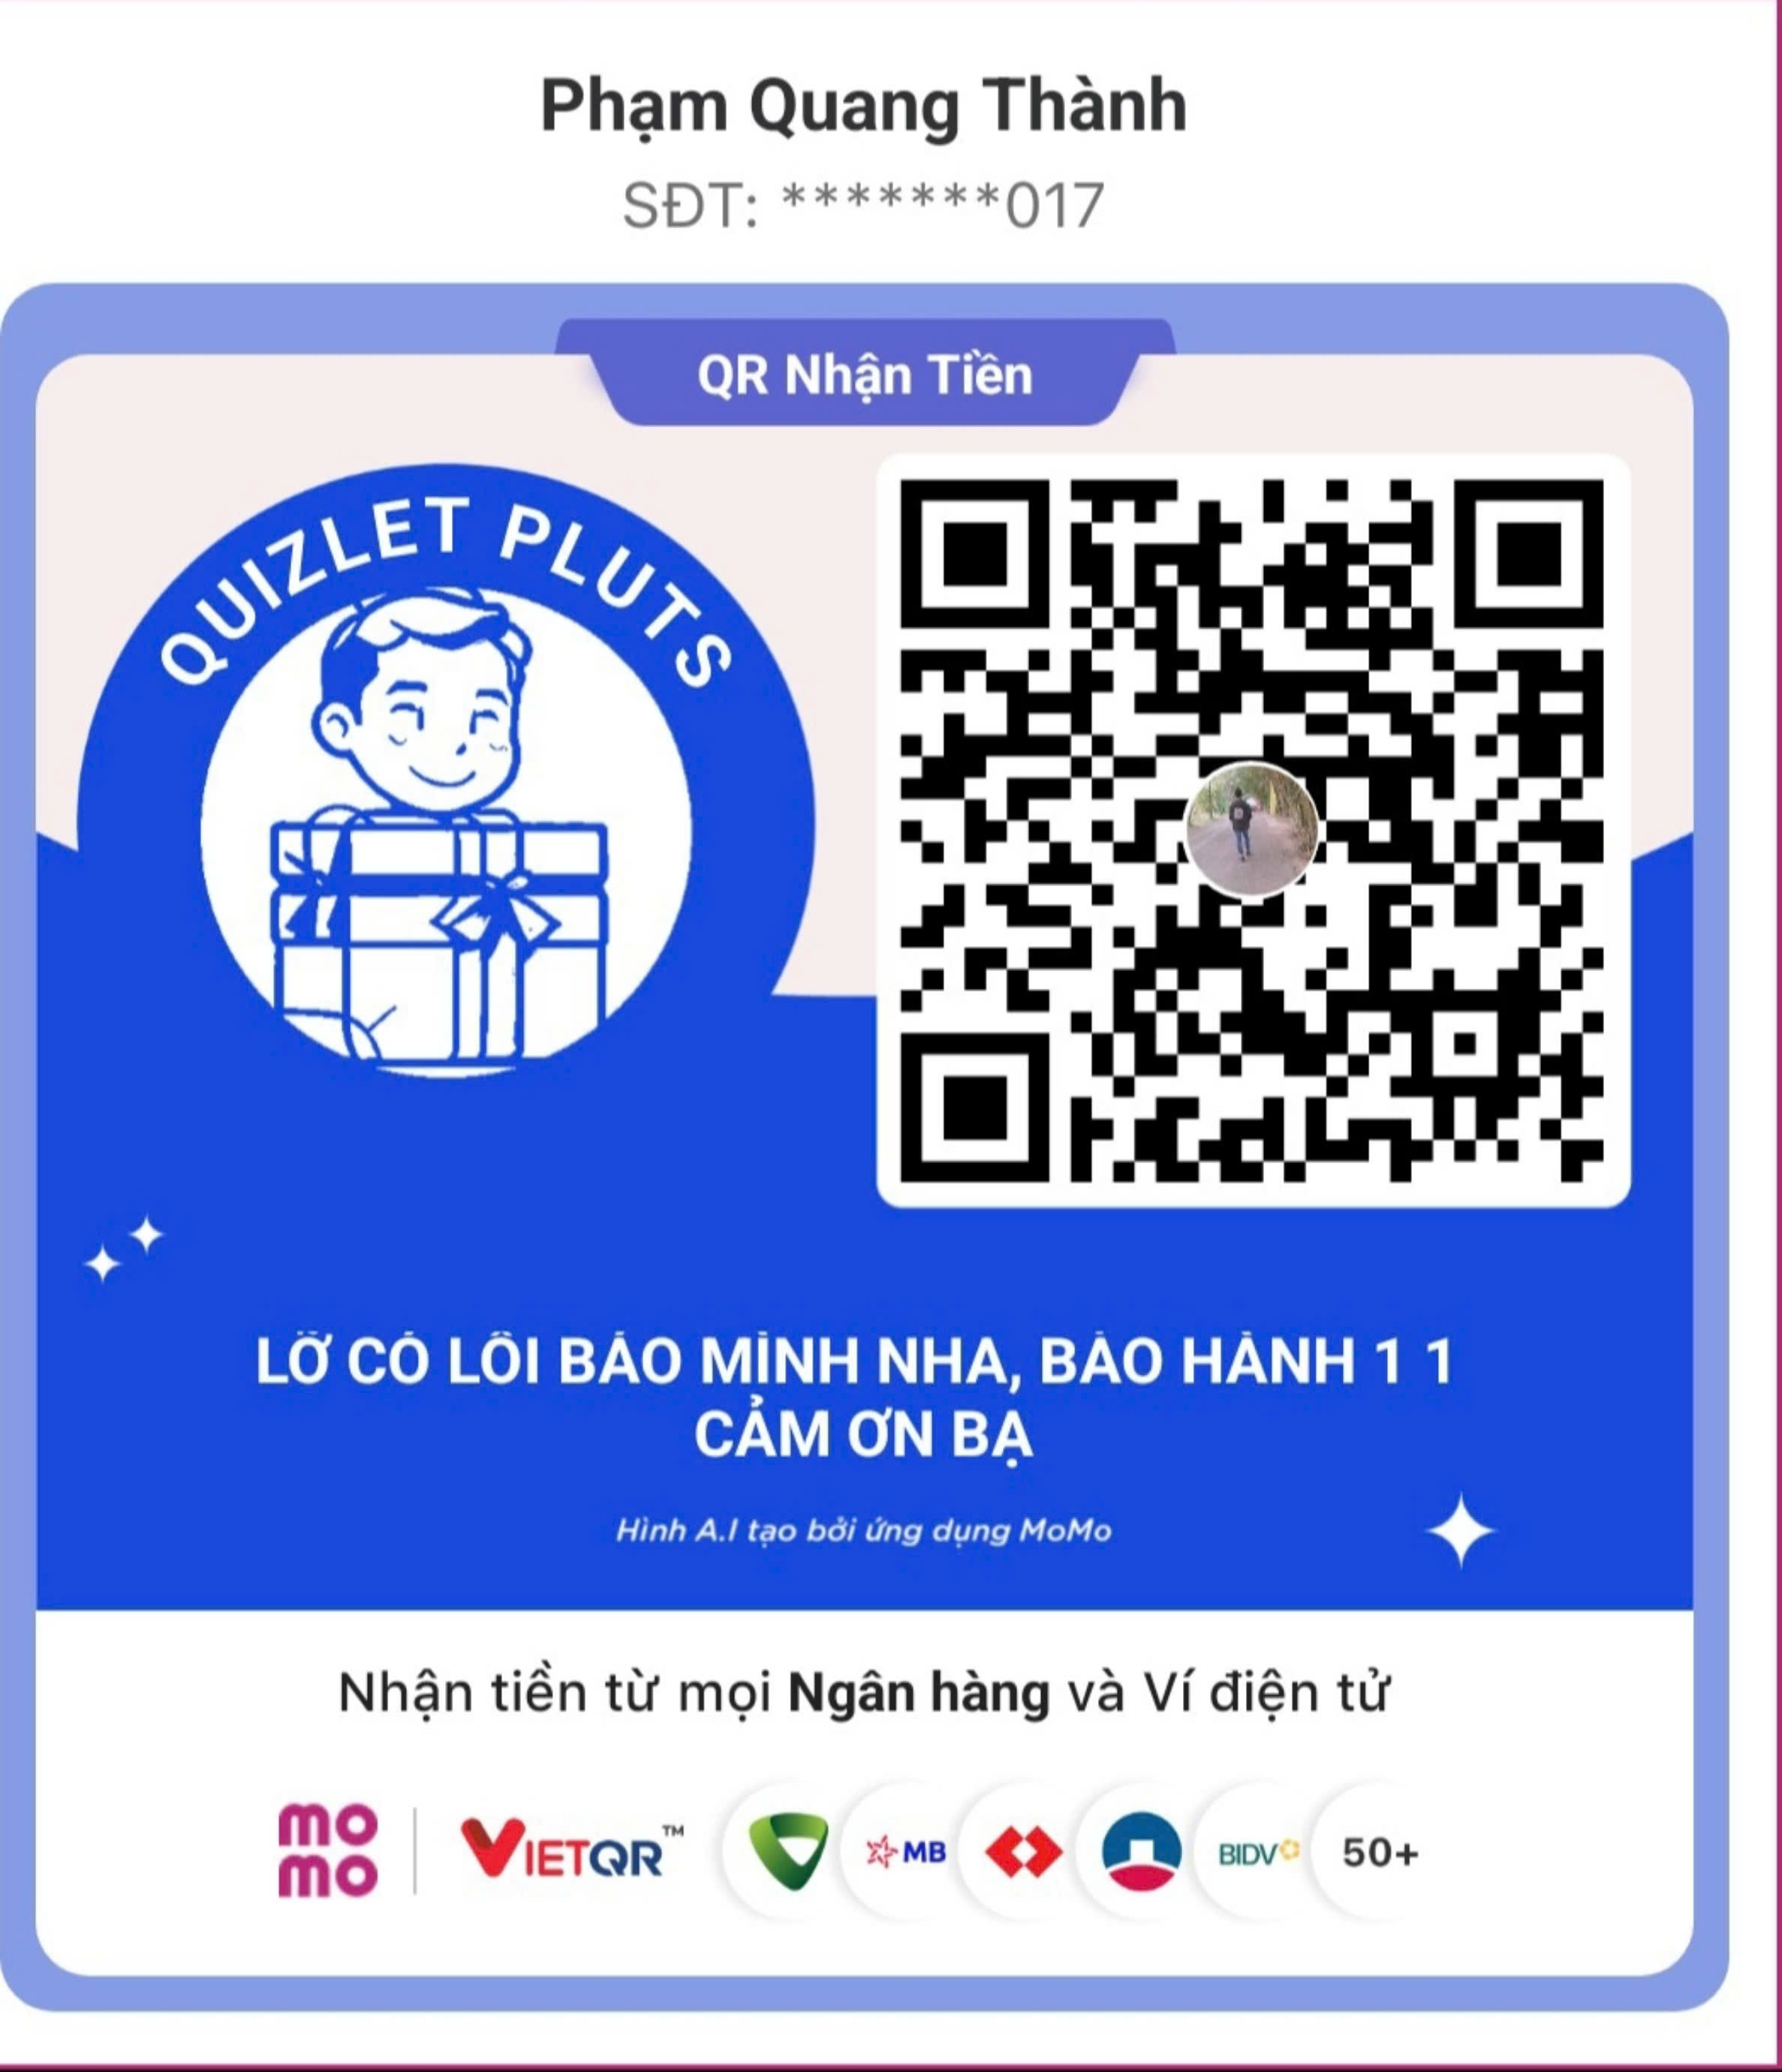 Phạm Quang Thành
SĐT: *******017
QR Nhận Tiền
QUIZLET PLUTS
LỠ CÓ LỖI BÁO MÌNH NHA, BẢO HÀNH 1 1
CẢM ƠN BẠ
Hình A.I tạo bởi ứng dụng MoMo
Nhận tiền từ mọi Ngân hàng và Ví điện tử
mo
mo
VIETQR™
MB
BIDV
50+